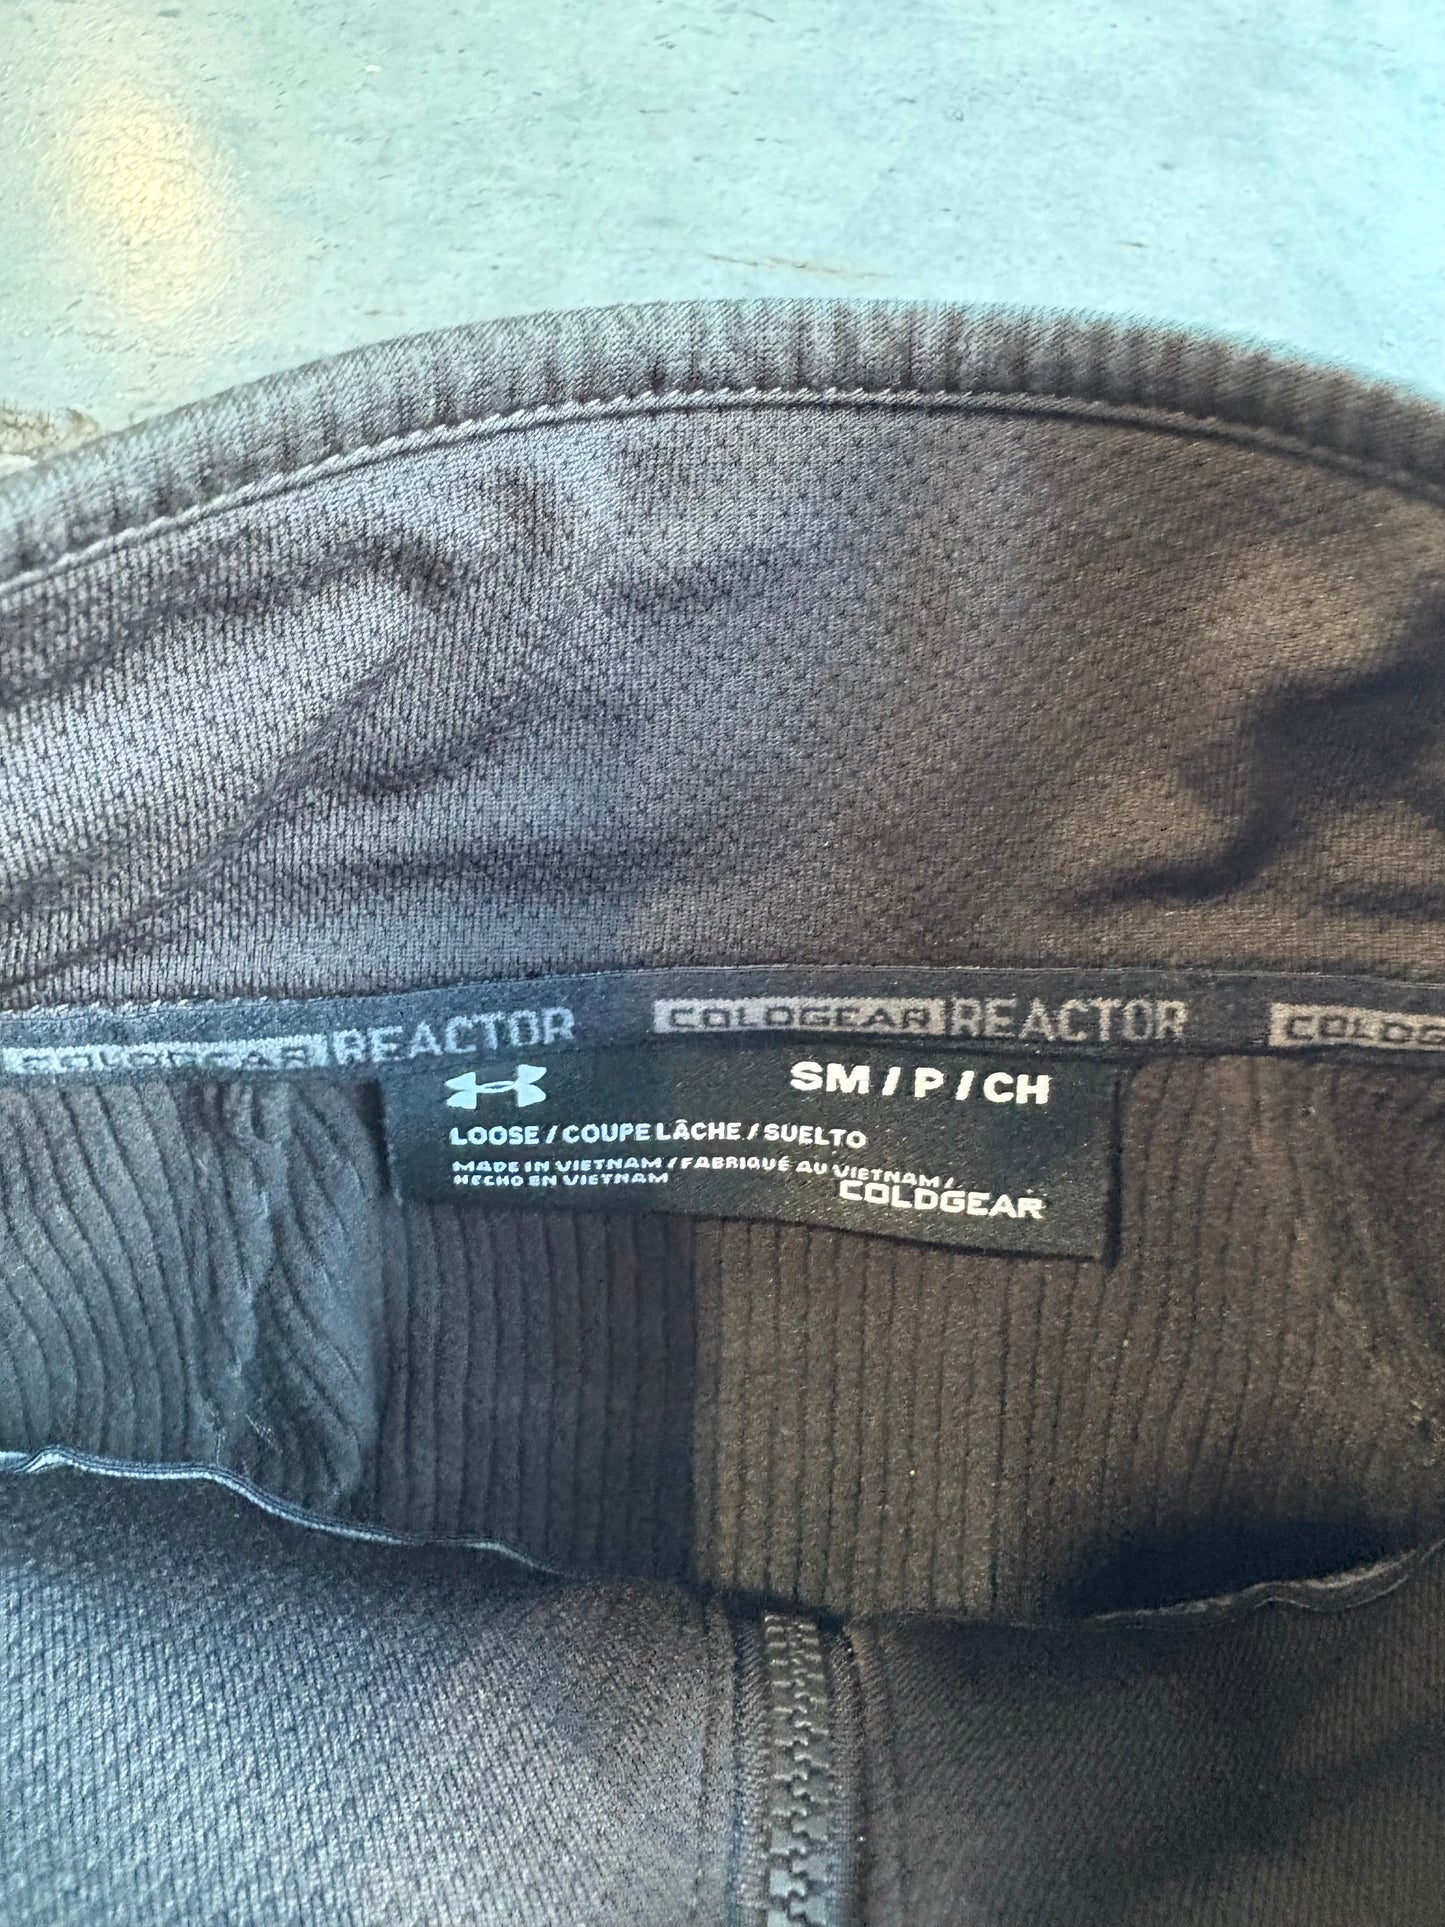 COLDGEAR REACTOR COLDGEAR REACTOR COLDG
SM / P / CH
LOOSE / COUPE LÂCHE / SUELTO
MADE IN VIETNAM / FABRIQUÉ AU VIETNAM /
HECHO EN VIETNAM
COLDGEAR